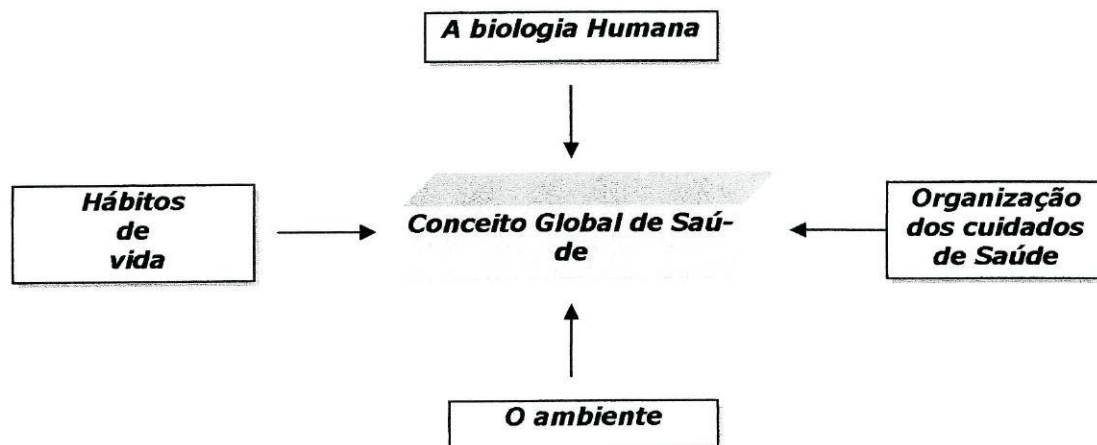 A biologia Humana
Hábitos
de
vida
Conceito Global de Saú-
de
Organização
dos cuidados
de Saúde
O ambiente